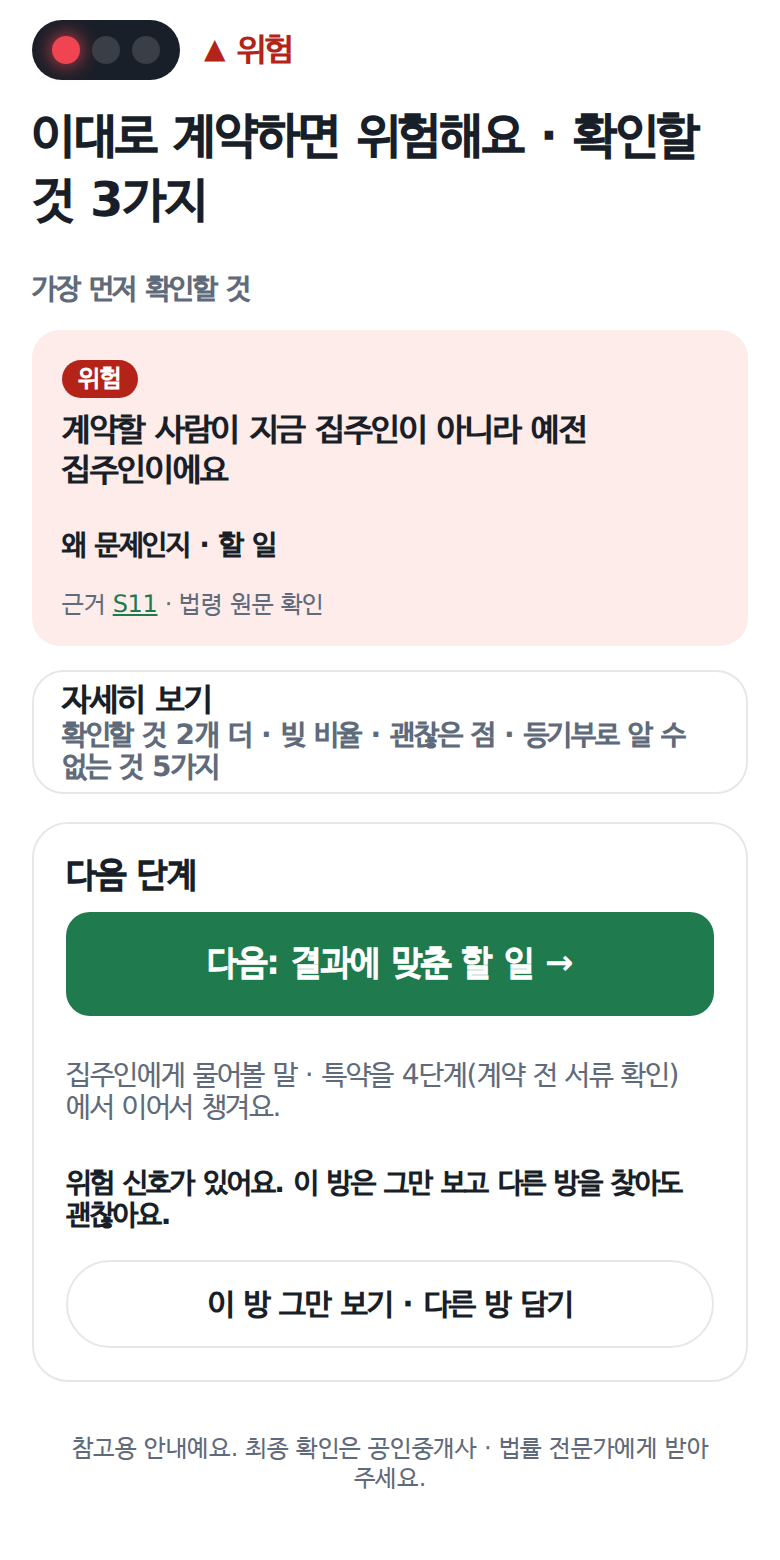 ▲ 위험
이대로 계약하면 위험해요 · 확인할
것 3가지
가장 먼저 확인할 것
위험
계약할 사람이 지금 집주인이 아니라 예전
집주인이에요
왜 문제인지 · 할 일
근거 S11 · 법령 원문 확인
자세히 보기
확인할 것 2개 더 · 빚 비율 · 괜찮은 점 · 등기부로 알 수
없는 것 5가지
다음 단계
다음: 결과에 맞춘 할 일 →
집주인에게 물어볼 말 · 특약을 4단계(계약 전 서류 확인)
에서 이어서 챙겨요.
위험 신호가 있어요. 이 방은 그만 보고 다른 방을 찾아도
괜찮아요.
이 방 그만 보기 · 다른 방 담기
참고용 안내예요. 최종 확인은 공인중개사 · 법률 전문가에게 받아
주세요.